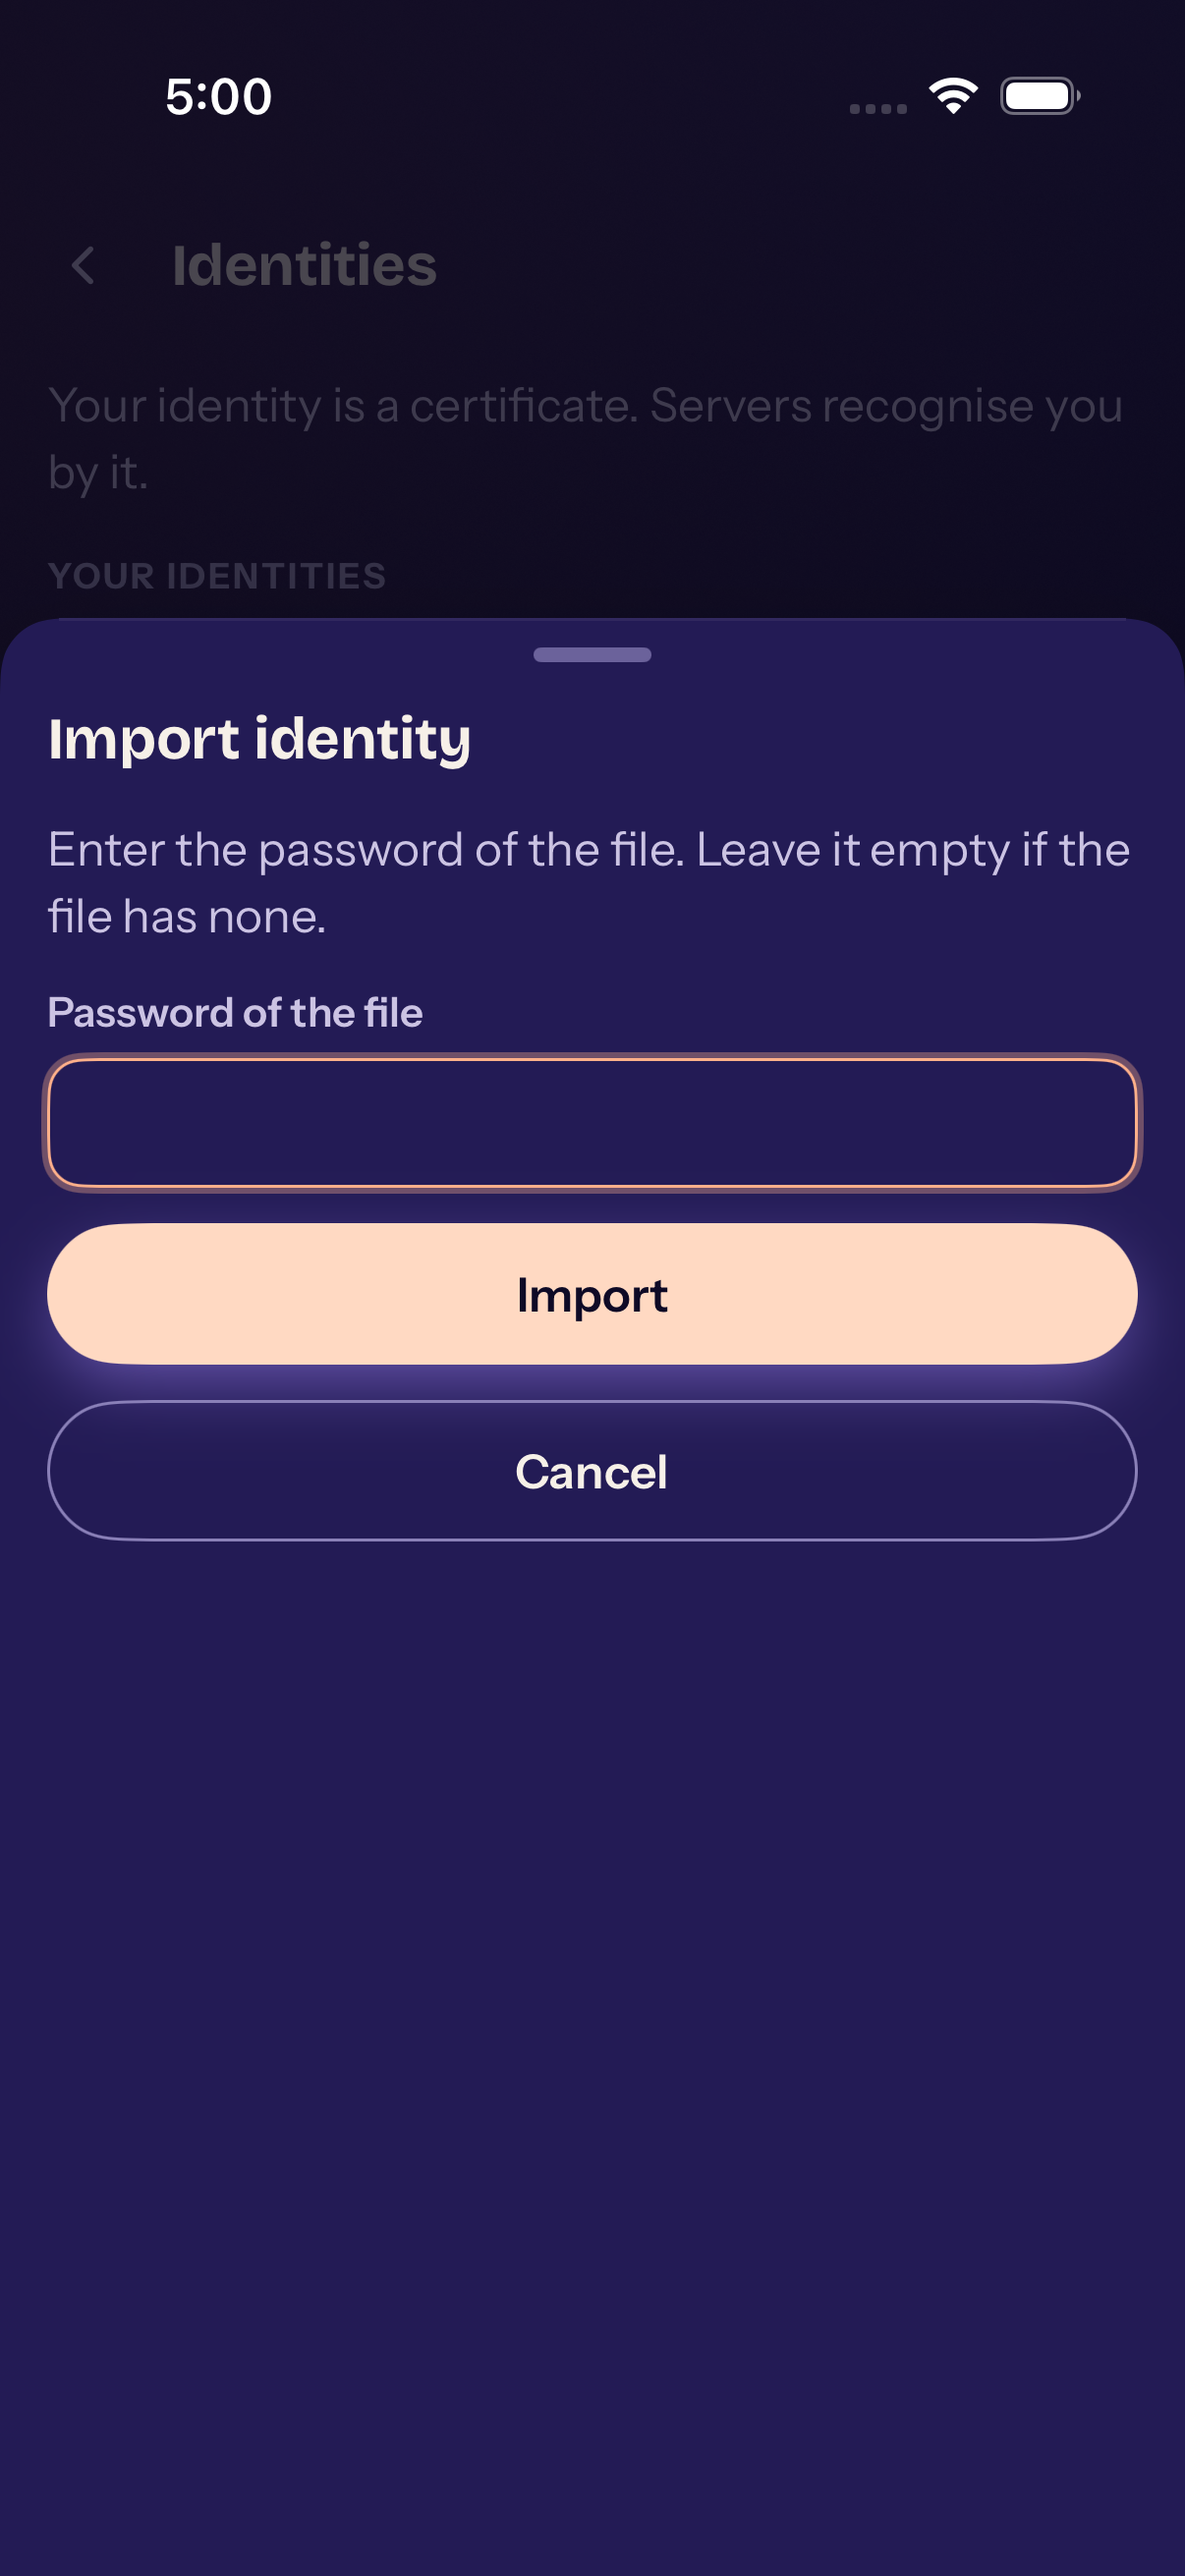 5:00
Identities
Your identity is a certificate. Servers recognise you
by it.
YOUR IDENTITIES
Import identity
Enter the password of the file. Leave it empty if the
file has none.
Password of the file
Import
Cancel